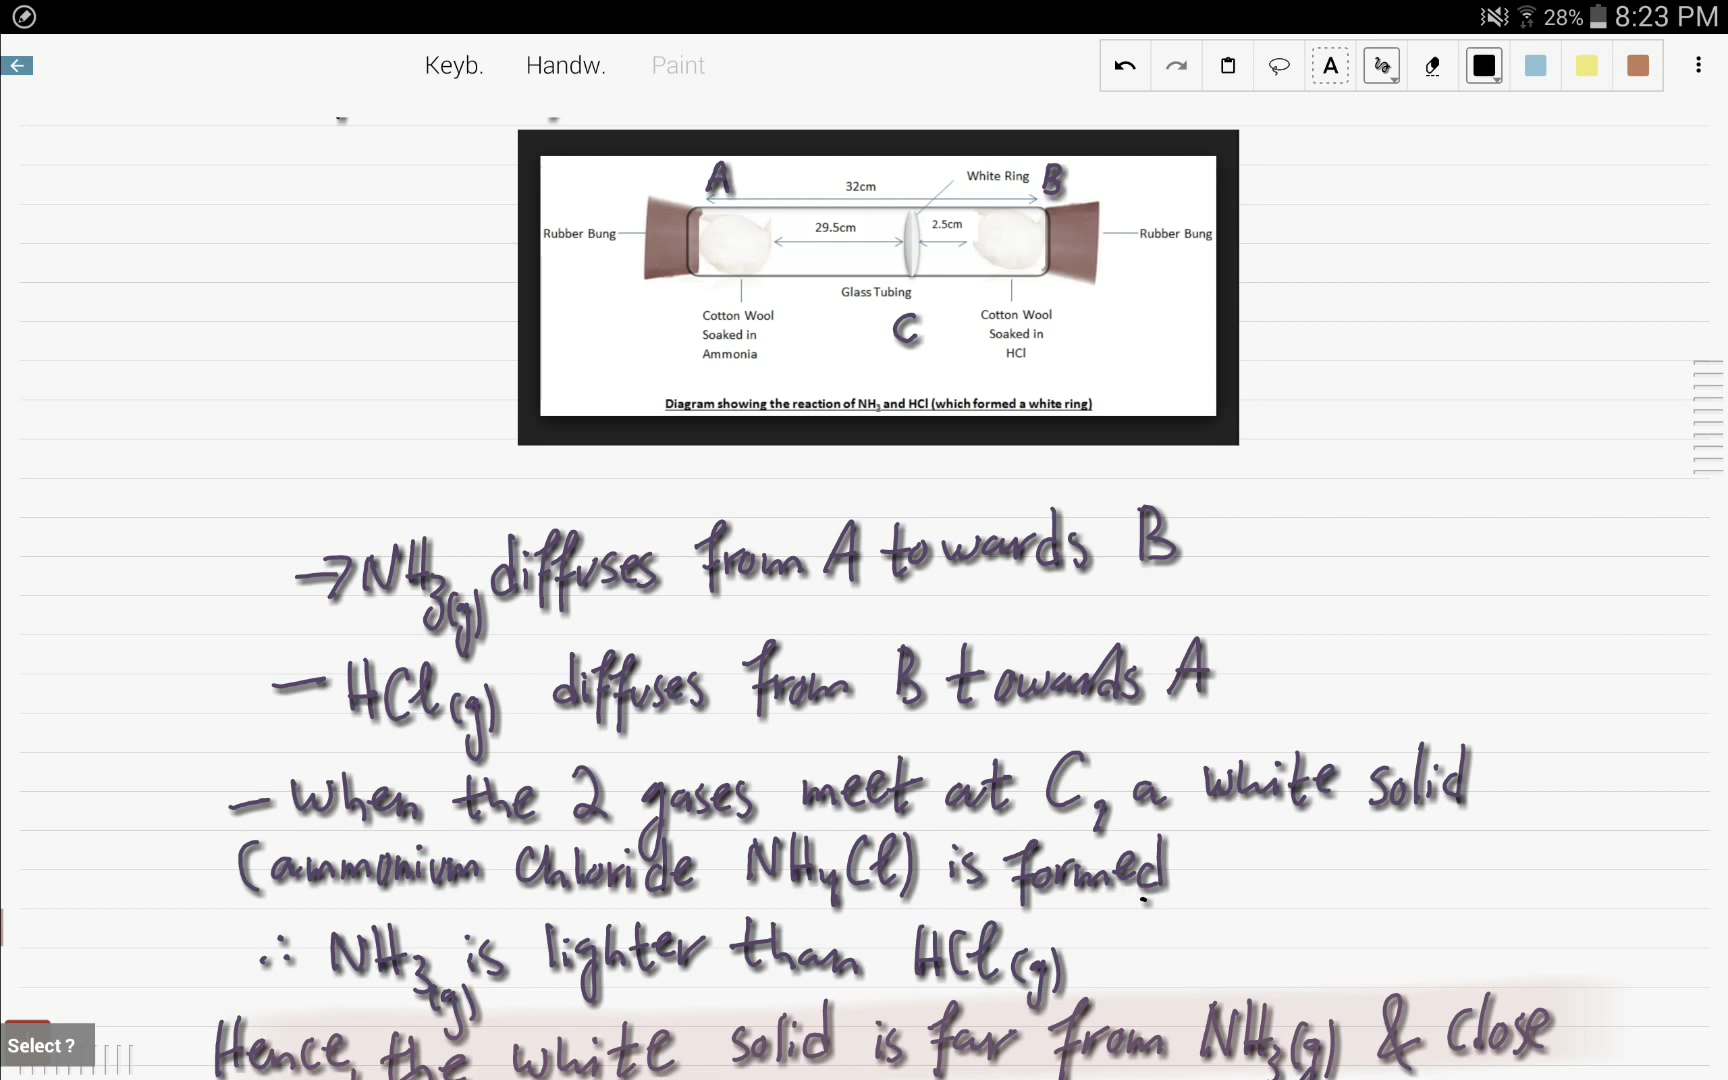 28% 8:23 PM
Keyb. Handw. Paint
A
A
White Ring
B
32cm
Rubber Bung
29.5cm
2.5cm
Rubber Bung
Glass Tubing
C
Cotton Wool
Soaked in
Ammonia
Cotton Wool
Soaked in
HCl
Diagram showing the reaction of NH3 and HCl (which formed a white ring)
→ NH3(g) diffuses from A towards B
- HCl(g) diffuses from B towards A
- When the 2 gases meet at C, a white solid
(ammonium chloride NH4Cl) is formed
∴ NH3(g) is lighter than HCl(g)
Hence, the white solid is far from NH3(g) & close
Select ?